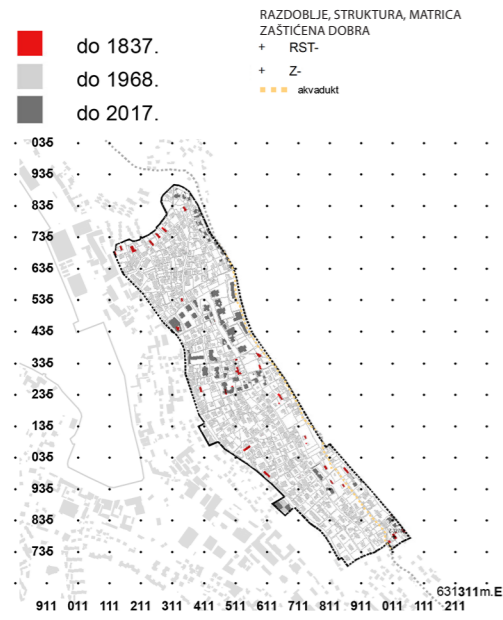 RAZDOBLJE, STRUKTURA, MATRICA
ZAŠTIĆENA DOBRA
+ RST-
+ Z-
akvadukt
do 1837.
do 1968.
do 2017.
036
936
836
736
636
536
436
336
236
136
036
936
836
736
631311m.E
911 011 111 211 311 411 511 611 711 811 911 011 111 211